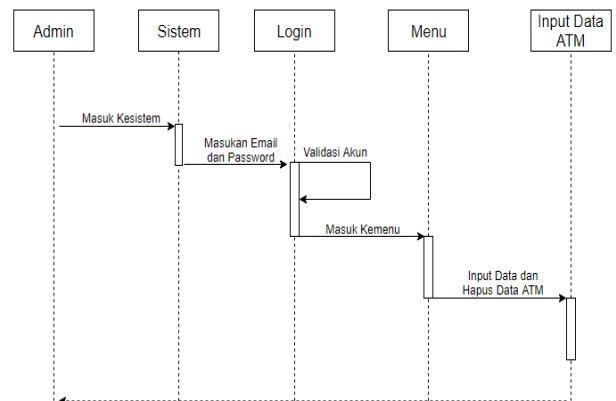 Admin
Sistem
Login
Menu
Input Data
ATM
Masuk Kesistem
Masukan Email
dan Password
Validasi Akun
Masuk Kemenu
Input Data dan
Hapus Data ATM